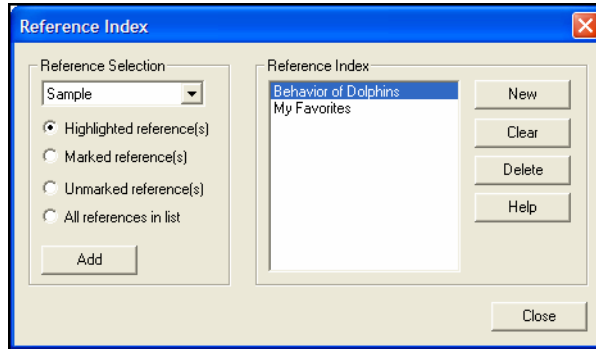 Reference Index
Reference Selection
Sample
Highlighted reference(s)
Marked reference(s)
Unmarked reference(s)
All references in list
Add
Reference Index
Behavior of Dolphins
My Favorites
New
Clear
Delete
Help
Close